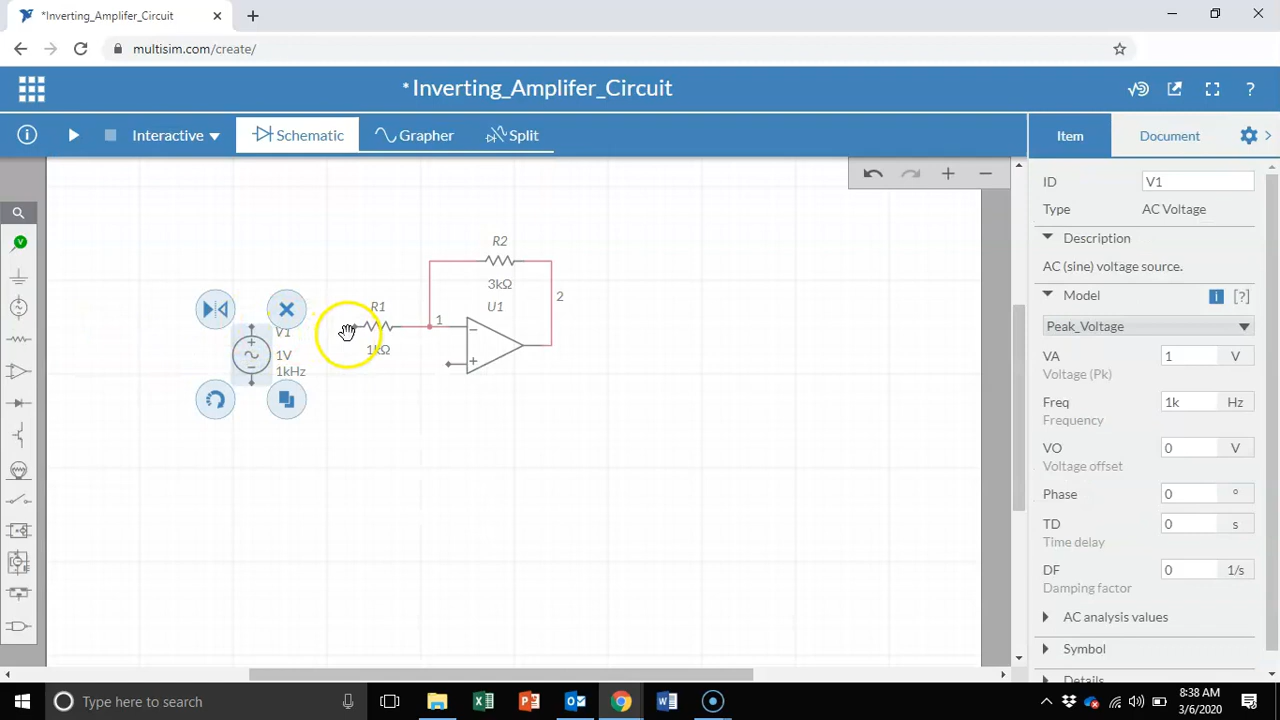 *Inverting_Amplifer_Circuit
multisim.com/create/
*Inverting_Amplifer_Circuit
Interactive
Schematic
Grapher
Split
Item
Document
ID
V1
Type
AC Voltage
Description
AC (sine) voltage source.
Model
[?]
Peak_Voltage
VA
1
V
Voltage (Pk)
Freq
1k
Hz
Frequency
VO
0
V
Voltage offset
Phase
0
º
TD
0
s
Time delay
DF
0
1/s
Damping factor
AC analysis values
Symbol
Details
R2
3kΩ
U1
2
R1
1
1kΩ
V1
1V
1kHz
Type here to search
8:38 AM
3/6/2020